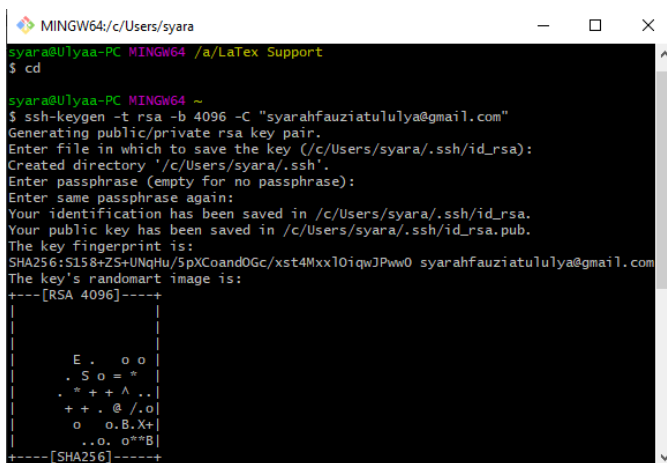 MINGW64:/c/Users/syara
syara@Ulyaa-PC MINGW64 /a/LaTex Support
$ cd
syara@Ulyaa-PC MINGW64 ~
$ ssh-keygen -t rsa -b 4096 -C "syarahfauziatululya@gmail.com"
Generating public/private rsa key pair.
Enter file in which to save the key (/c/Users/syara/.ssh/id_rsa):
Created directory '/c/Users/syara/.ssh'.
Enter passphrase (empty for no passphrase):
Enter same passphrase again:
Your identification has been saved in /c/Users/syara/.ssh/id_rsa.
Your public key has been saved in /c/Users/syara/.ssh/id_rsa.pub.
The key fingerprint is:
SHA256:S158+ZS+UNqHu/5pXCoandOGc/xst4MxxlOiqwJPww0 syarahfauziatululya@gmail.com
The key's randomart image is:
+---[RSA 4096]----+
|                 |
|                 |
|                 |
|      E .   o o  |
|     . S o = *   |
|    . * + + ^ ..|
|     + + . @ /.o|
|      o   o.B.X+|
|       ..o. o**B|
+----[SHA256]-----+